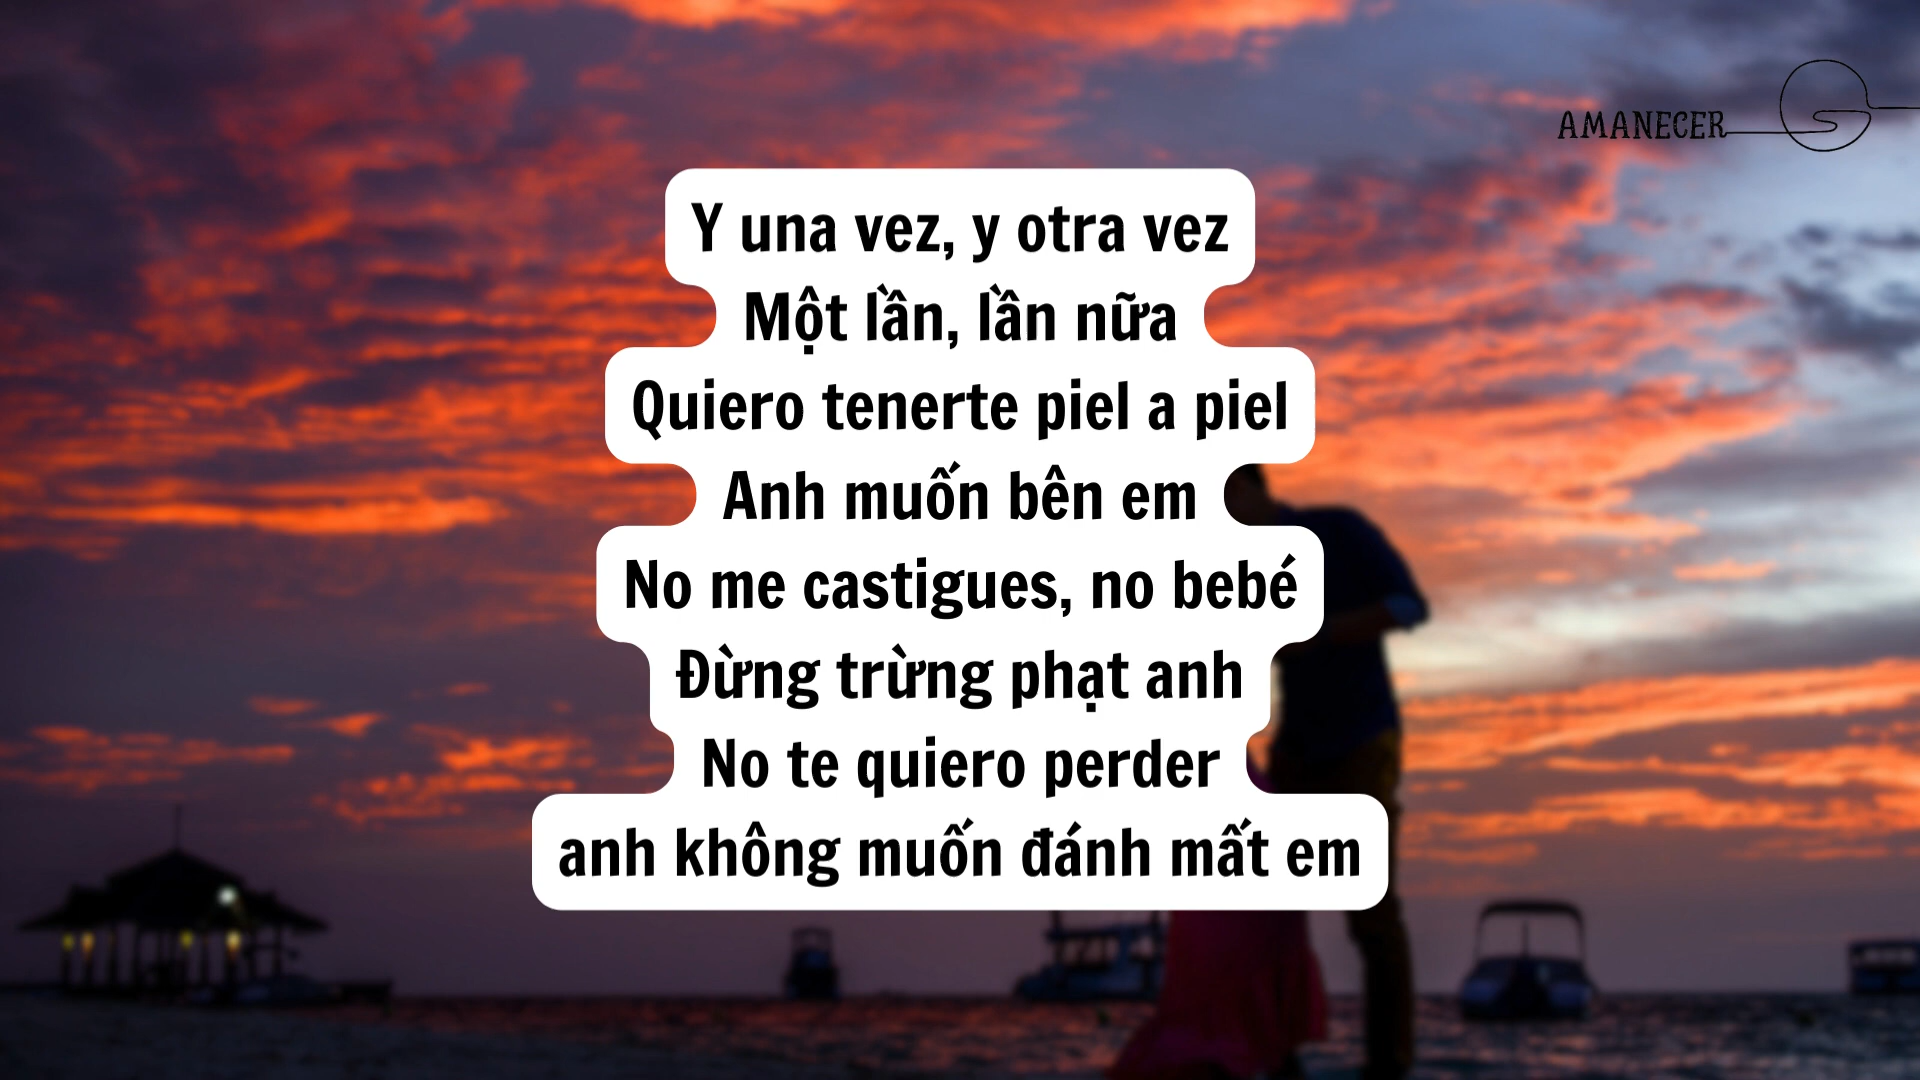 AMANECER
Y una vez, y otra vez
Một lần, lần nữa
Quiero tenerte piel a piel
Anh muốn bên em
No me castigues, no bebé
Đừng trừng phạt anh
No te quiero perder
anh không muốn đánh mất em